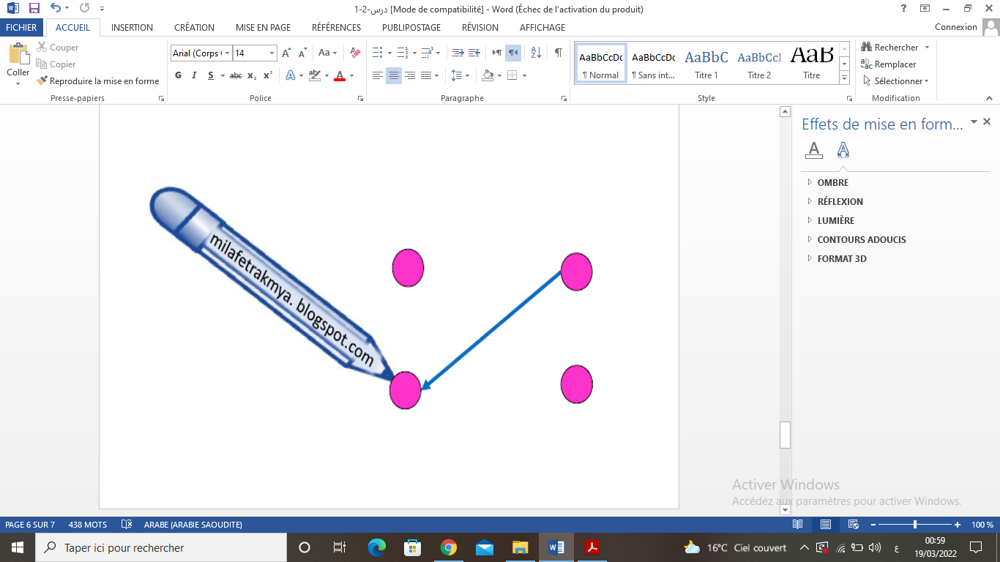 درس-2-1 [Mode de compatibilité] - Word (Échec de l'activation du produit)
FICHIER ACCUEIL INSERTION CRÉATION MISE EN PAGE RÉFÉRENCES PUBLIPOSTAGE RÉVISION AFFICHAGE Connexion
Coller
Couper
Copier
Reproduire la mise en forme
Presse-papiers
Arial (Corps 14
G I S abc x₂ x²
Police
Paragraphe
AaBbCcDc AaBbCcDc AaBbC AaBbCcI AaB
¶ Normal ¶ Sans int... Titre 1 Titre 2 Titre
Style
Rechercher
Remplacer
Sélectionner
Modification
milafetrakmya. blogspot.com
Effets de mise en form...
OMBRE
RÉFLEXION
LUMIÈRE
CONTOURS ADOUCIS
FORMAT 3D
Activer Windows
Accédez aux paramètres pour activer Windows.
PAGE 6 SUR 7 438 MOTS ARABE (ARABIE SAOUDITE) 100 %
Taper ici pour rechercher
16°C Ciel couvert
ع
00:59
19/03/2022